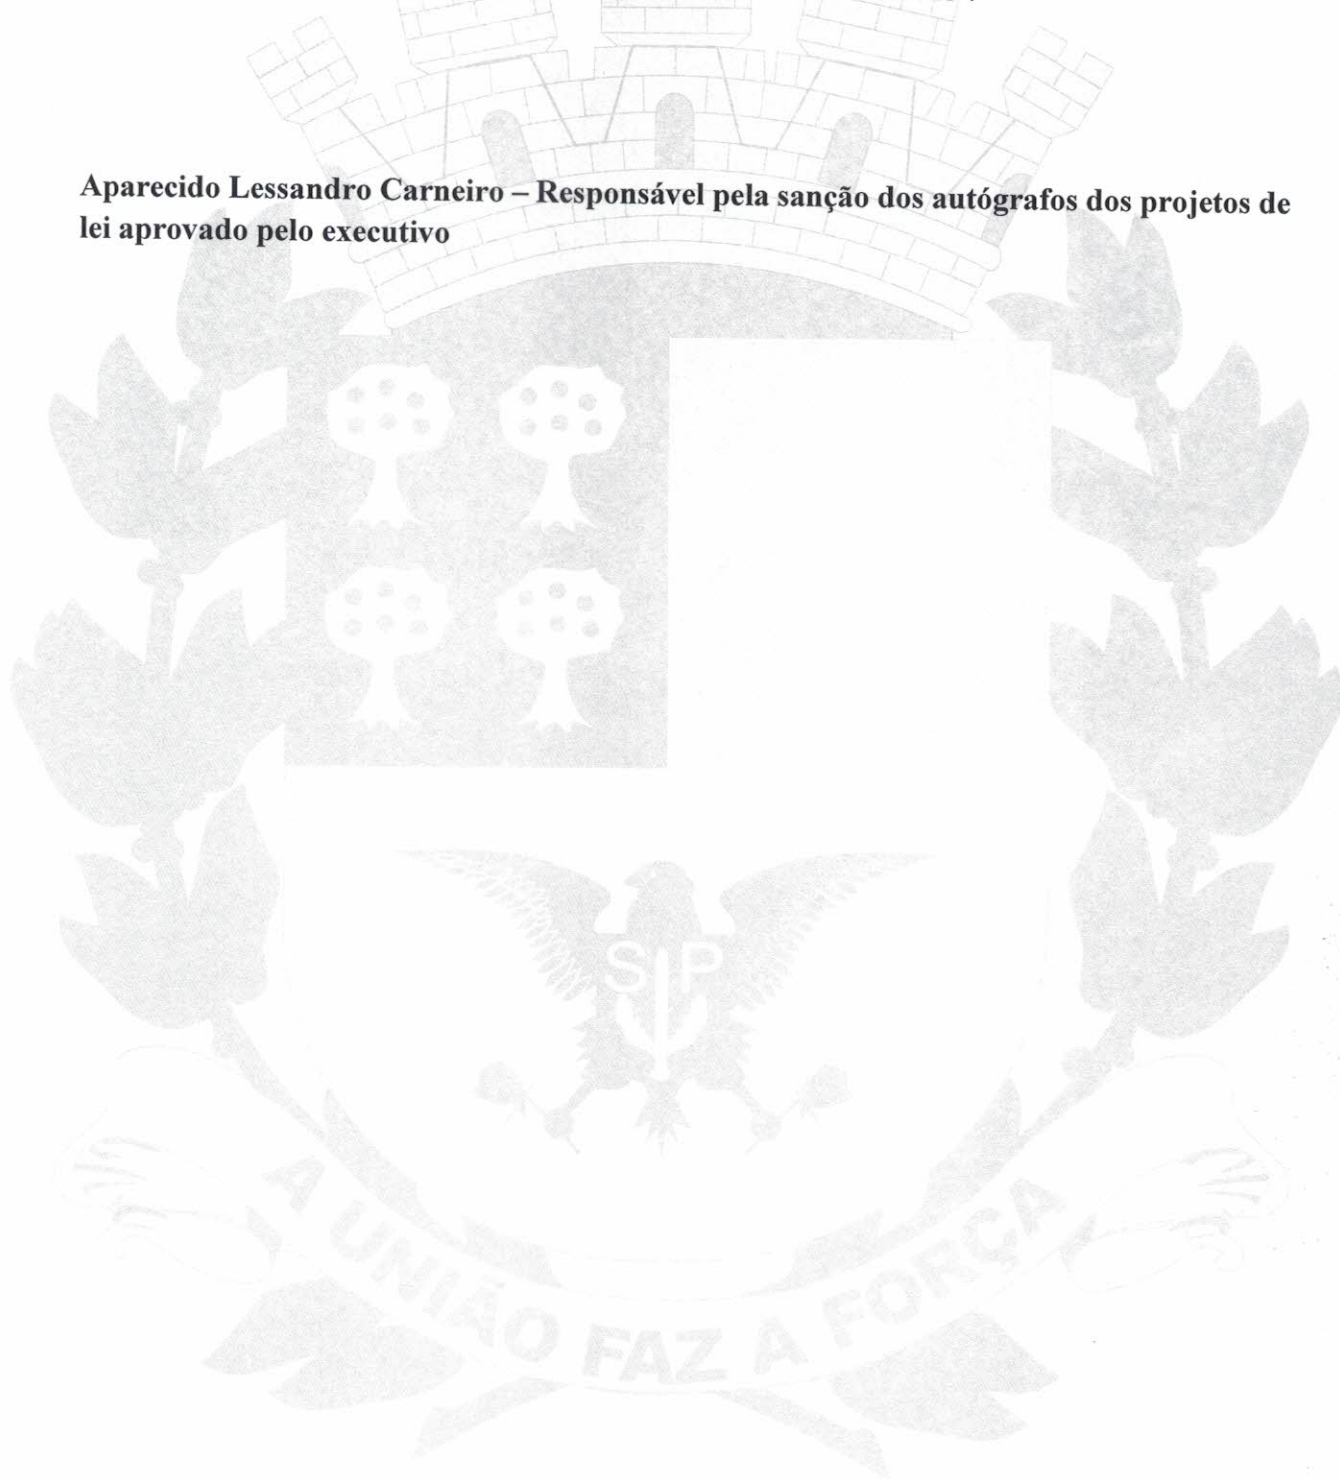 Aparecido Lessandro Carneiro – Responsável pela sanção dos autógrafos dos projetos de
lei aprovado pelo executivo
S P
A UNIÃO FAZ A FORÇA